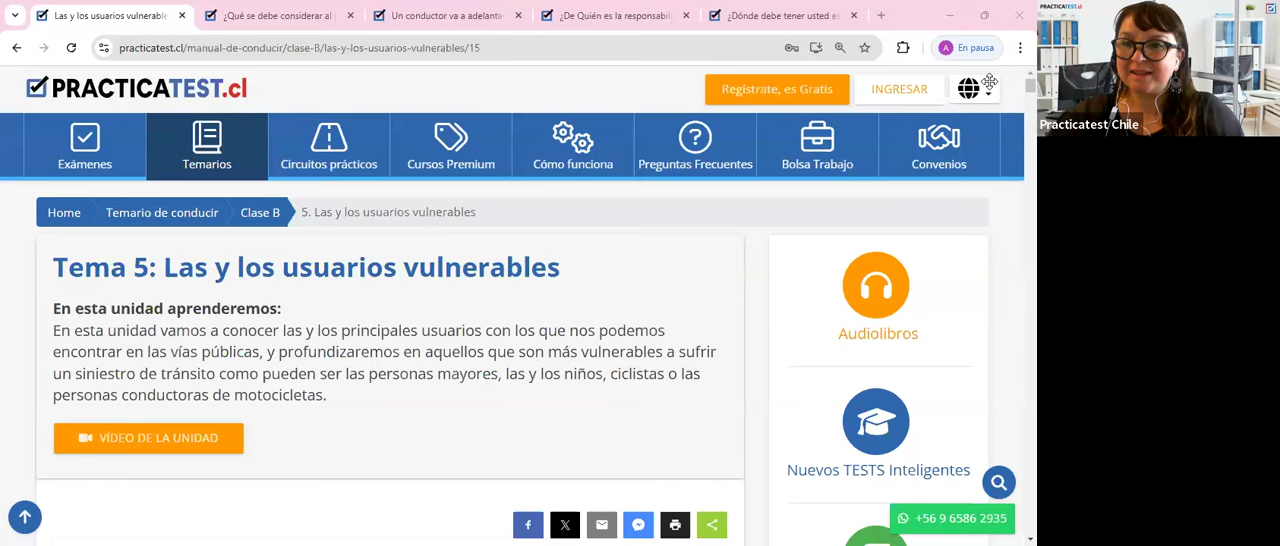 Las y los usuarios vulnerable
¿Qué se debe considerar al i
Un conductor va a adelanta
¿De Quién es la responsabil
¿Dónde debe tener usted e
practicatest.cl/manual-de-conducir/clase-B/las-y-los-usuarios-vulnerables/15
A
En pausa
PRACTICATEST.cl
Practicatest Chile
PRACTICATEST.cl
Regístrate, es Gratis
INGRESAR
Exámenes
Temarios
Circuitos prácticos
Cursos Premium
Cómo funciona
Preguntas Frecuentes
Bolsa Trabajo
Convenios
Home
Temario de conducir
Clase B
5. Las y los usuarios vulnerables
Tema 5: Las y los usuarios vulnerables
En esta unidad aprenderemos:
En esta unidad vamos a conocer las y los principales usuarios con los que nos podemos
encontrar en las vías públicas, y profundizaremos en aquellos que son más vulnerables a sufrir
un siniestro de tránsito como pueden ser las personas mayores, las y los niños, ciclistas o las
personas conductoras de motocicletas.
VÍDEO DE LA UNIDAD
Audiolibros
Nuevos TESTS Inteligentes
+56 9 6586 2935